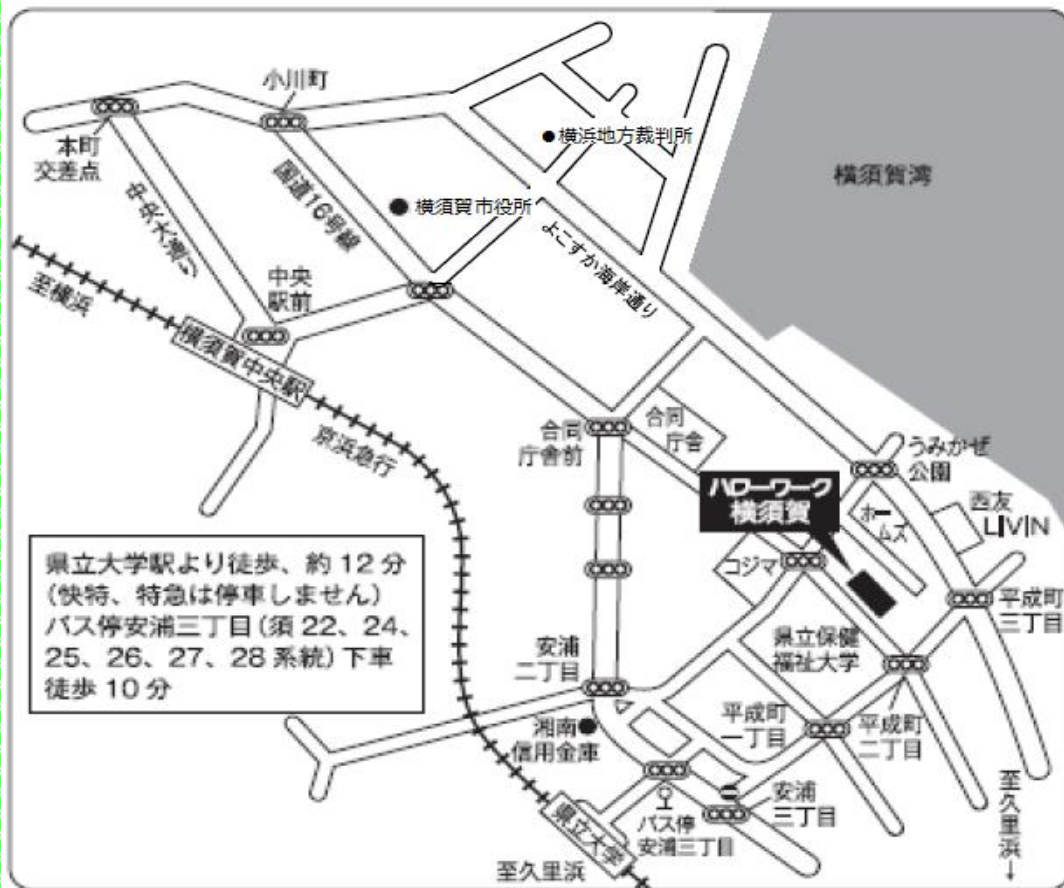 小川町
本町
交差点
横浜地方裁判所
横須賀湾
国道16号線
横須賀市役所
中央大通り
よこすか海岸通り
至横浜
中央
駅前
横須賀中央駅
京浜急行
合同
庁舎前
合同
庁舎
うみかぜ
公園
ハローワーク
横須賀
ホー
ムズ
西友
LIVIN
コジマ
県立大学駅より徒歩、約12分
(快特、特急は停車しません)
バス停安浦三丁目(須22、24、
25、26、27、28系統)下車
徒歩10分
平成町
三丁目
県立保健
福祉大学
安浦
二丁目
湘南
信用金庫
平成町
一丁目
平成町
二丁目
安浦
三丁目
バス停
安浦三丁目
県立大学
至久里浜
至久里浜→